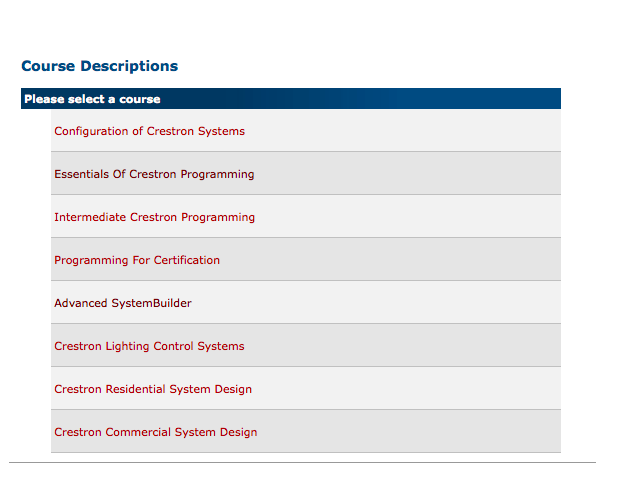 Course Descriptions
Please select a course
Configuration of Crestron Systems
Essentials Of Crestron Programming
Intermediate Crestron Programming
Programming For Certification
Advanced SystemBuilder
Crestron Lighting Control Systems
Crestron Residential System Design
Crestron Commercial System Design